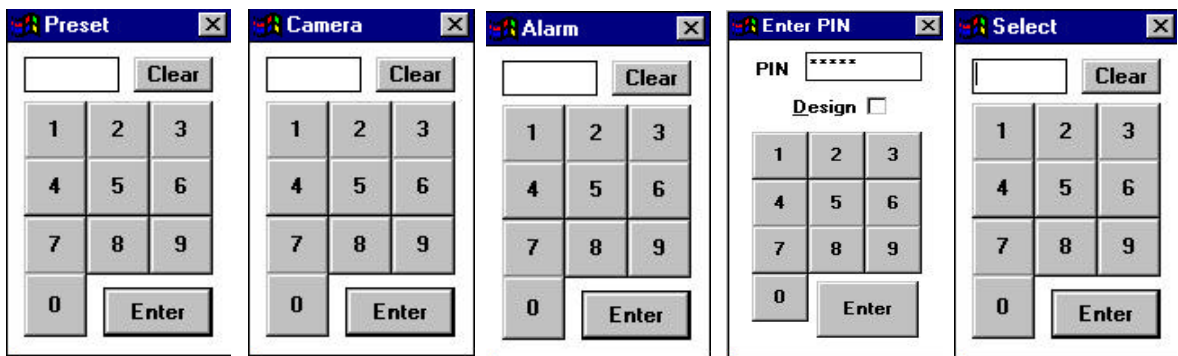 Preset
Clear
1 2 3
4 5 6
7 8 9
0 Enter
Camera
Clear
1 2 3
4 5 6
7 8 9
0 Enter
Alarm
Clear
1 2 3
4 5 6
7 8 9
0 Enter
Enter PIN
PIN *****
Design
1 2 3
4 5 6
7 8 9
0 Enter
Select
Clear
1 2 3
4 5 6
7 8 9
0 Enter